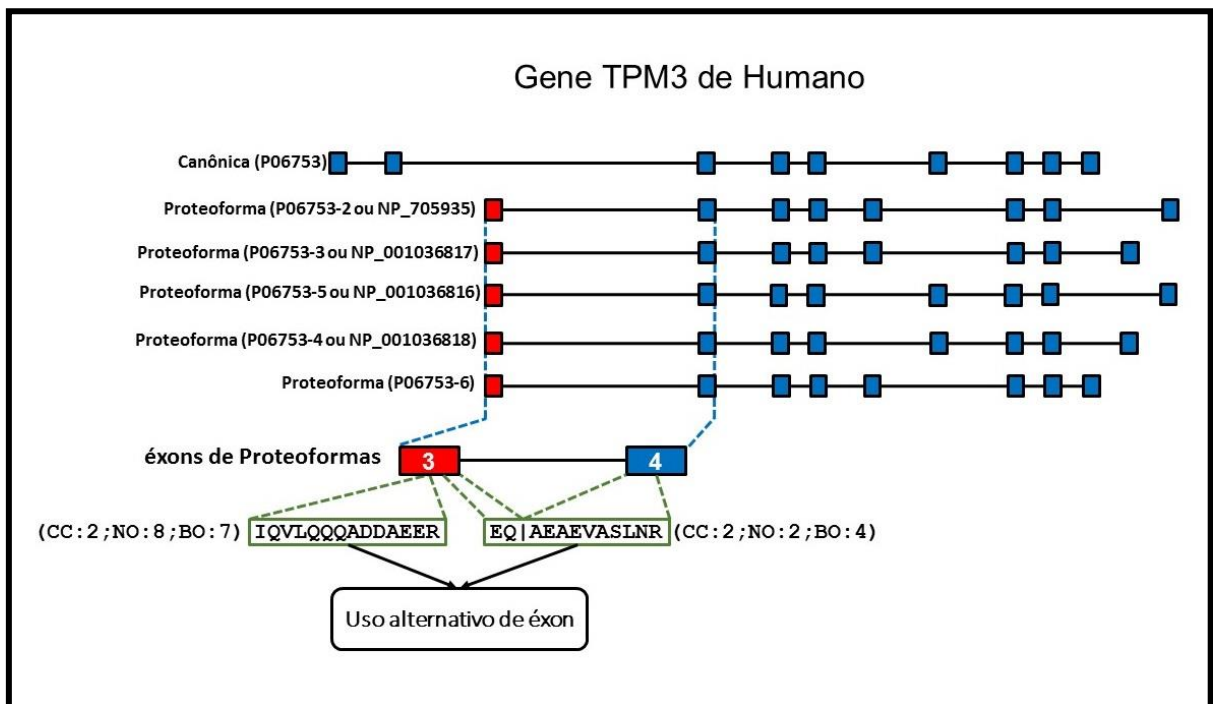 Gene TPM3 de Humano
Canônica (P06753)
Proteoforma (P06753-2 ou NP_705935)
Proteoforma (P06753-3 ou NP_001036817)
Proteoforma (P06753-5 ou NP_001036816)
Proteoforma (P06753-4 ou NP_001036818)
Proteoforma (P06753-6)
éxons de Proteoformas 3 4
(CC:2;NO:8;BO:7) IQVLQQQADDAEER EQ|AEAEVASLNR (CC:2;NO:2;BO:4)
Uso alternativo de éxon